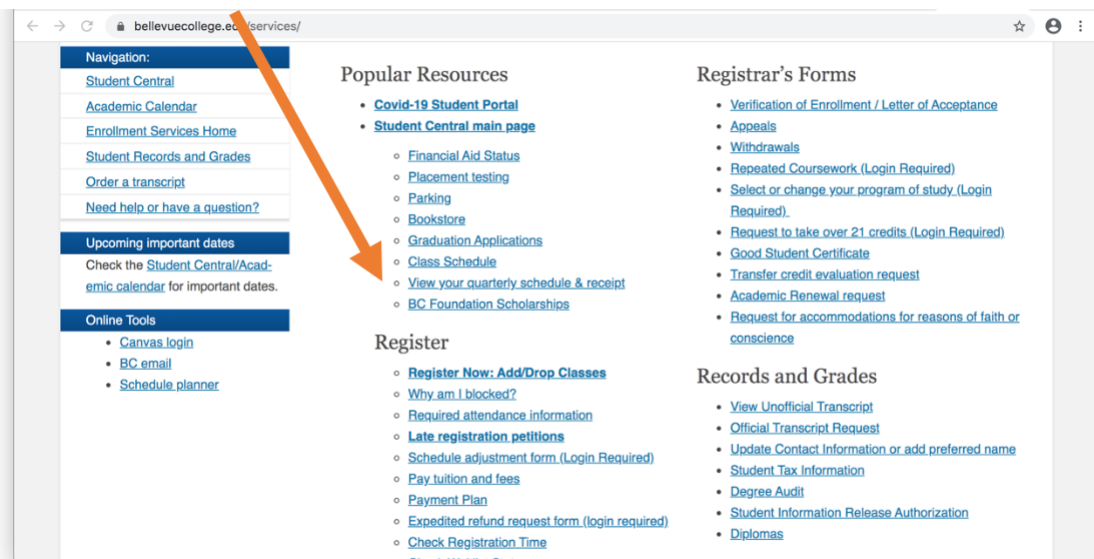 bellevuecollege.ed /services/
Navigation:
Student Central
Academic Calendar
Enrollment Services Home
Student Records and Grades
Order a transcript
Need help or have a question?
Upcoming important dates
Check the Student Central/Acad-
emic calendar for important dates.
Online Tools
Canvas login
BC email
Schedule planner
Popular Resources
Covid-19 Student Portal
Student Central main page
Financial Aid Status
Placement testing
Parking
Bookstore
Graduation Applications
Class Schedule
View your quarterly schedule & receipt
BC Foundation Scholarships
Register
Register Now: Add/Drop Classes
Why am I blocked?
Required attendance information
Late registration petitions
Schedule adjustment form (Login Required)
Pay tuition and fees
Payment Plan
Expedited refund request form (login required)
Check Registration Time
Registrar's Forms
Verification of Enrollment / Letter of Acceptance
Appeals
Withdrawals
Repeated Coursework (Login Required)
Select or change your program of study (Login
Required)
Request to take over 21 credits (Login Required)
Good Student Certificate
Transfer credit evaluation request
Academic Renewal request
Request for accommodations for reasons of faith or
conscience
Records and Grades
View Unofficial Transcript
Official Transcript Request
Update Contact Information or add preferred name
Student Tax Information
Degree Audit
Student Information Release Authorization
Diplomas